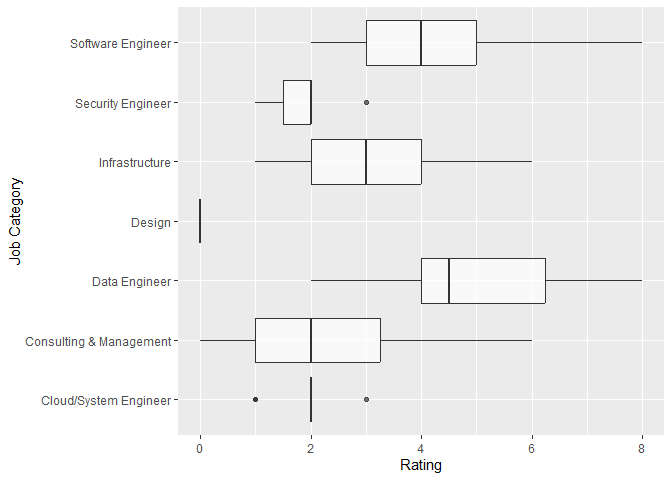 Software Engineer
Security Engineer
Infrastructure
Design
Data Engineer
Consulting & Management
Cloud/System Engineer
Job Category
0 2 4 6 8
Rating